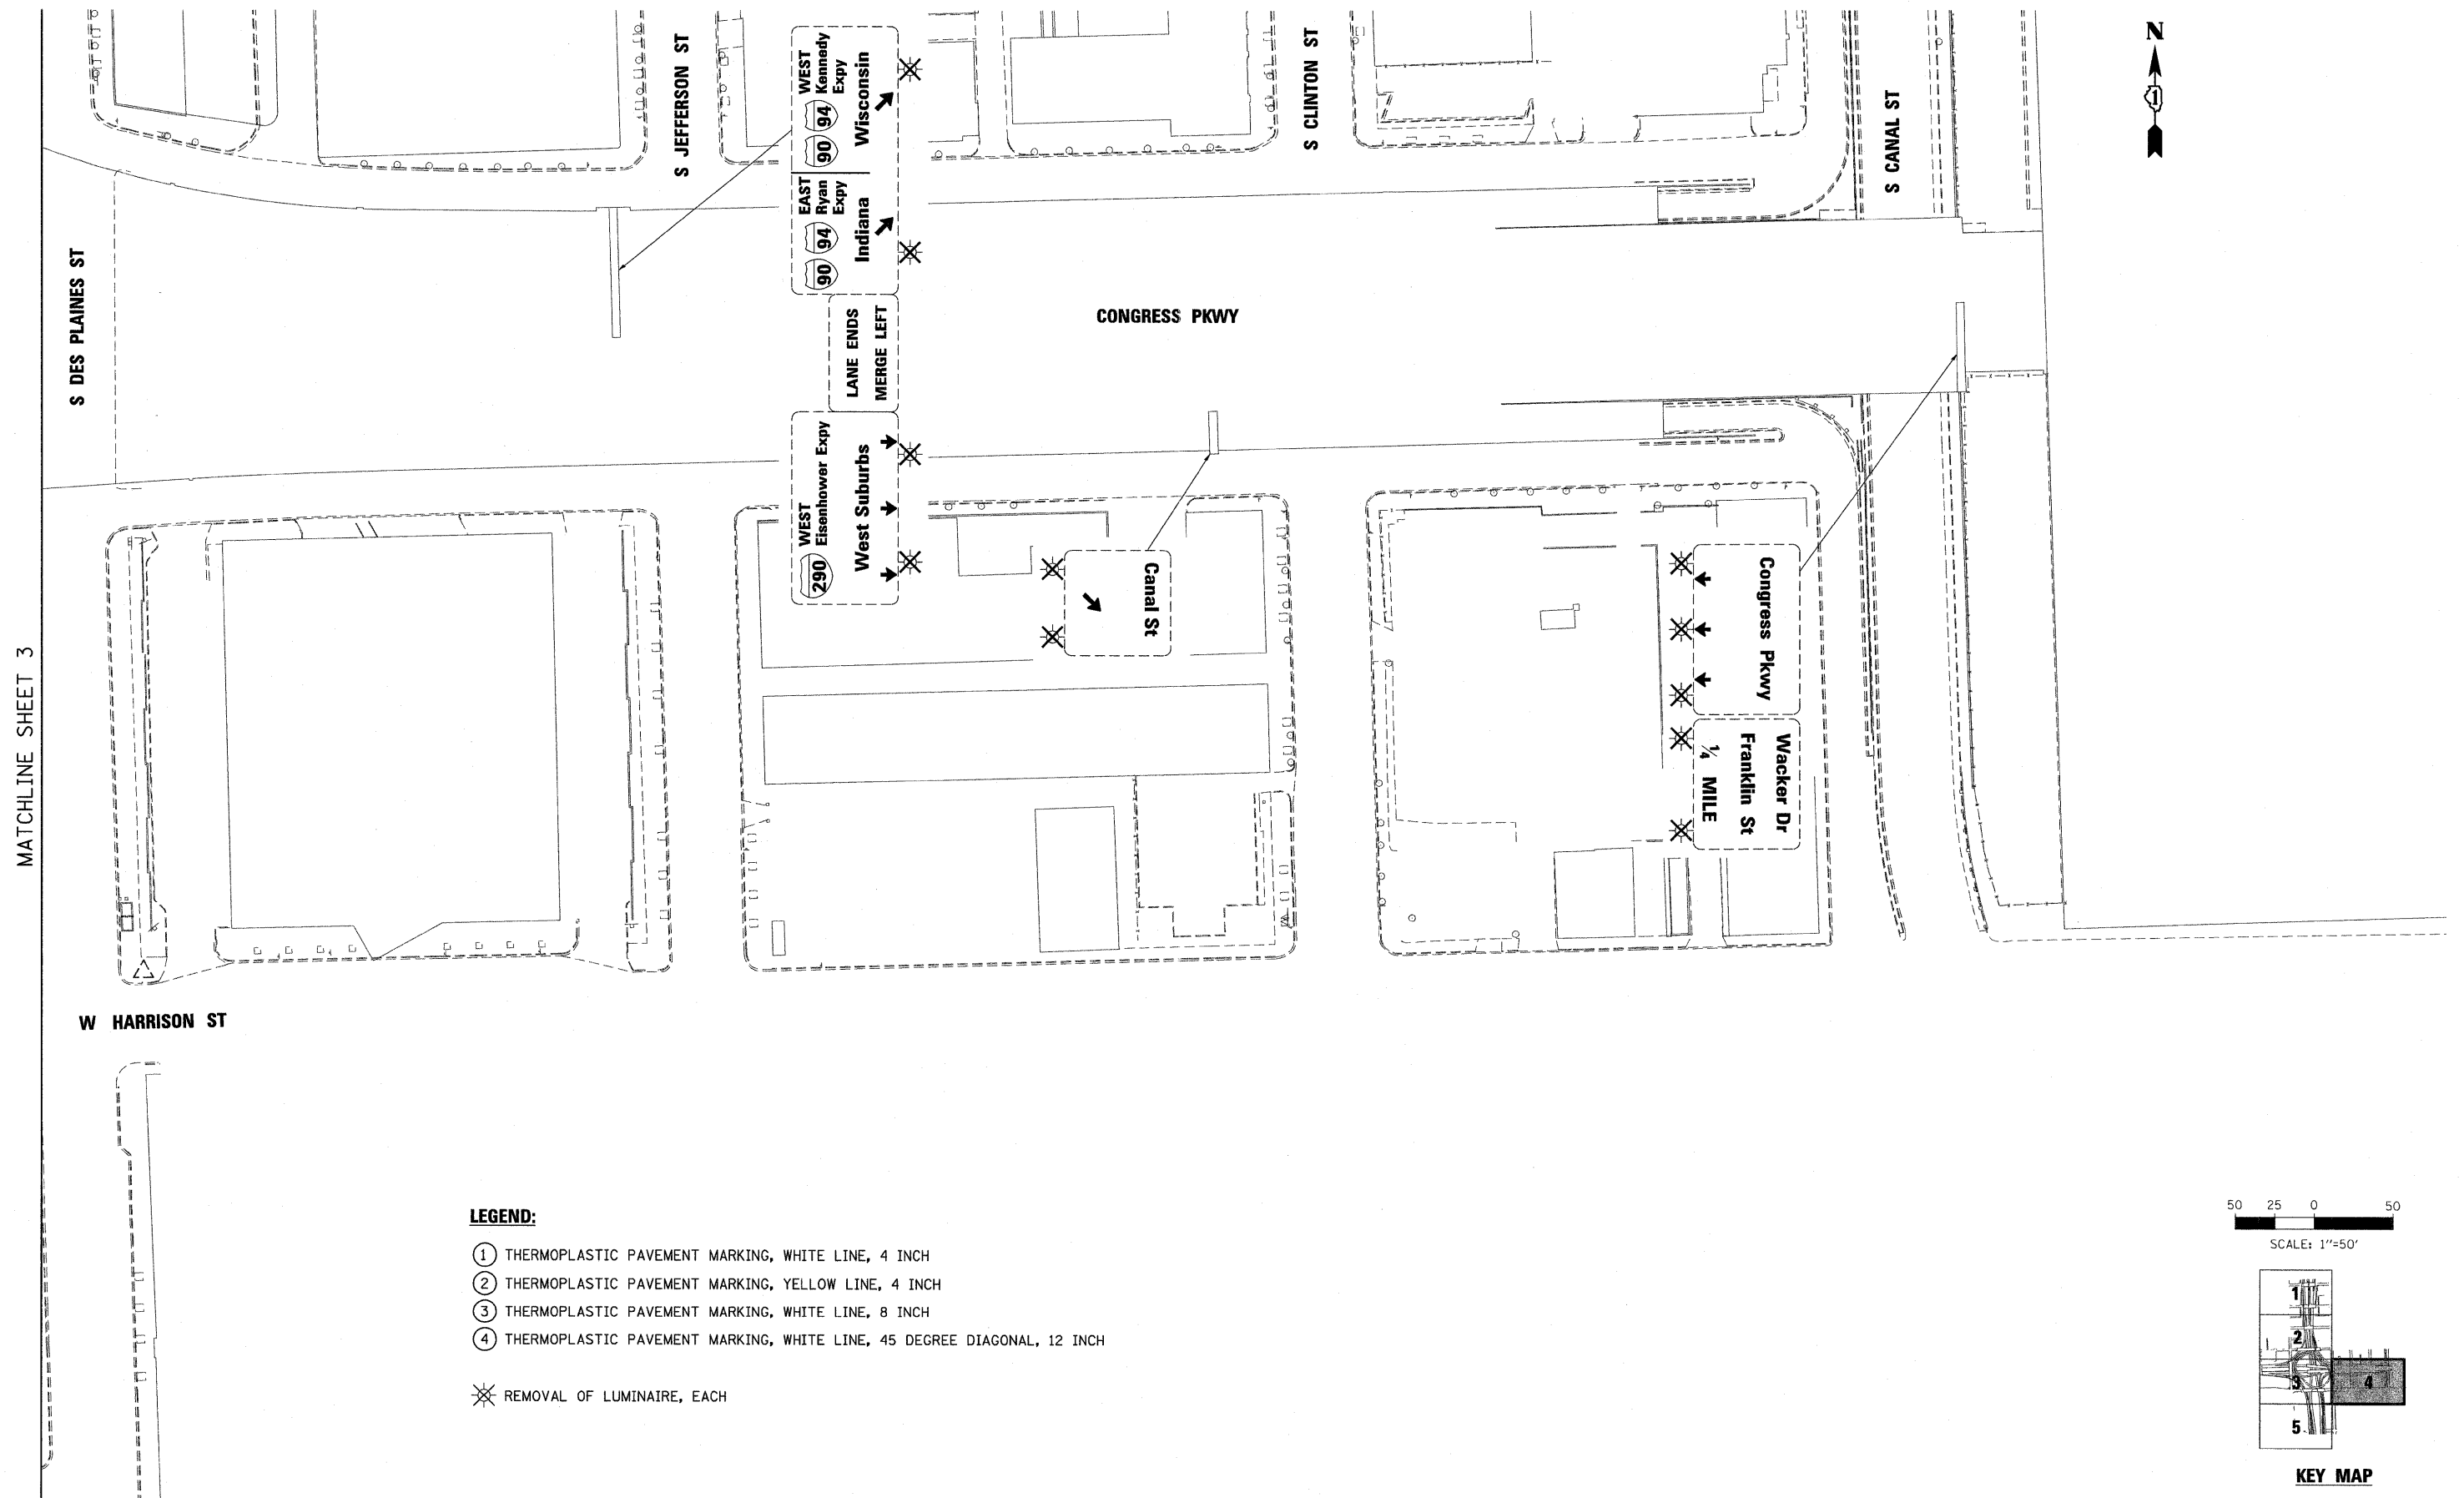 S DES PLAINES ST
S JEFFERSON ST
S CLINTON ST
S CANAL ST
N
1
WEST
Kennedy
Expy
90 94
Wisconsin
EAST
Ryan
Expy
90 94
Indiana
LANE ENDS
MERGE LEFT
WEST
Eisenhower Expy
290
West Suburbs
CONGRESS PKWY
Canal St
Congress Pkwy
Wacker Dr
Franklin St
¼ MILE
MATCHLINE SHEET 3
W HARRISON ST
LEGEND:
1 THERMOPLASTIC PAVEMENT MARKING, WHITE LINE, 4 INCH
2 THERMOPLASTIC PAVEMENT MARKING, YELLOW LINE, 4 INCH
3 THERMOPLASTIC PAVEMENT MARKING, WHITE LINE, 8 INCH
4 THERMOPLASTIC PAVEMENT MARKING, WHITE LINE, 45 DEGREE DIAGONAL, 12 INCH
REMOVAL OF LUMINAIRE, EACH
50 25 0 50
SCALE: 1"=50'
1
2
3
4
5
KEY MAP